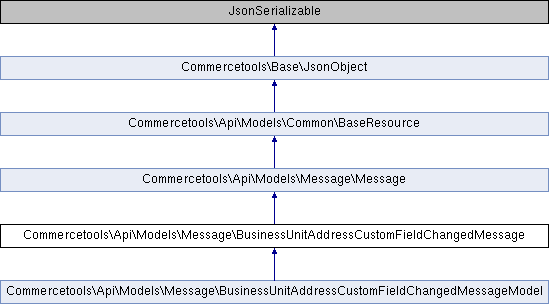 JsonSerializable
Commercetools\Base\JsonObject
Commercetools\Api\Models\Common\BaseResource
Commercetools\Api\Models\Message\Message
Commercetools\Api\Models\Message\BusinessUnitAddressCustomFieldChangedMessage
Commercetools\Api\Models\Message\BusinessUnitAddressCustomFieldChangedMessageModel